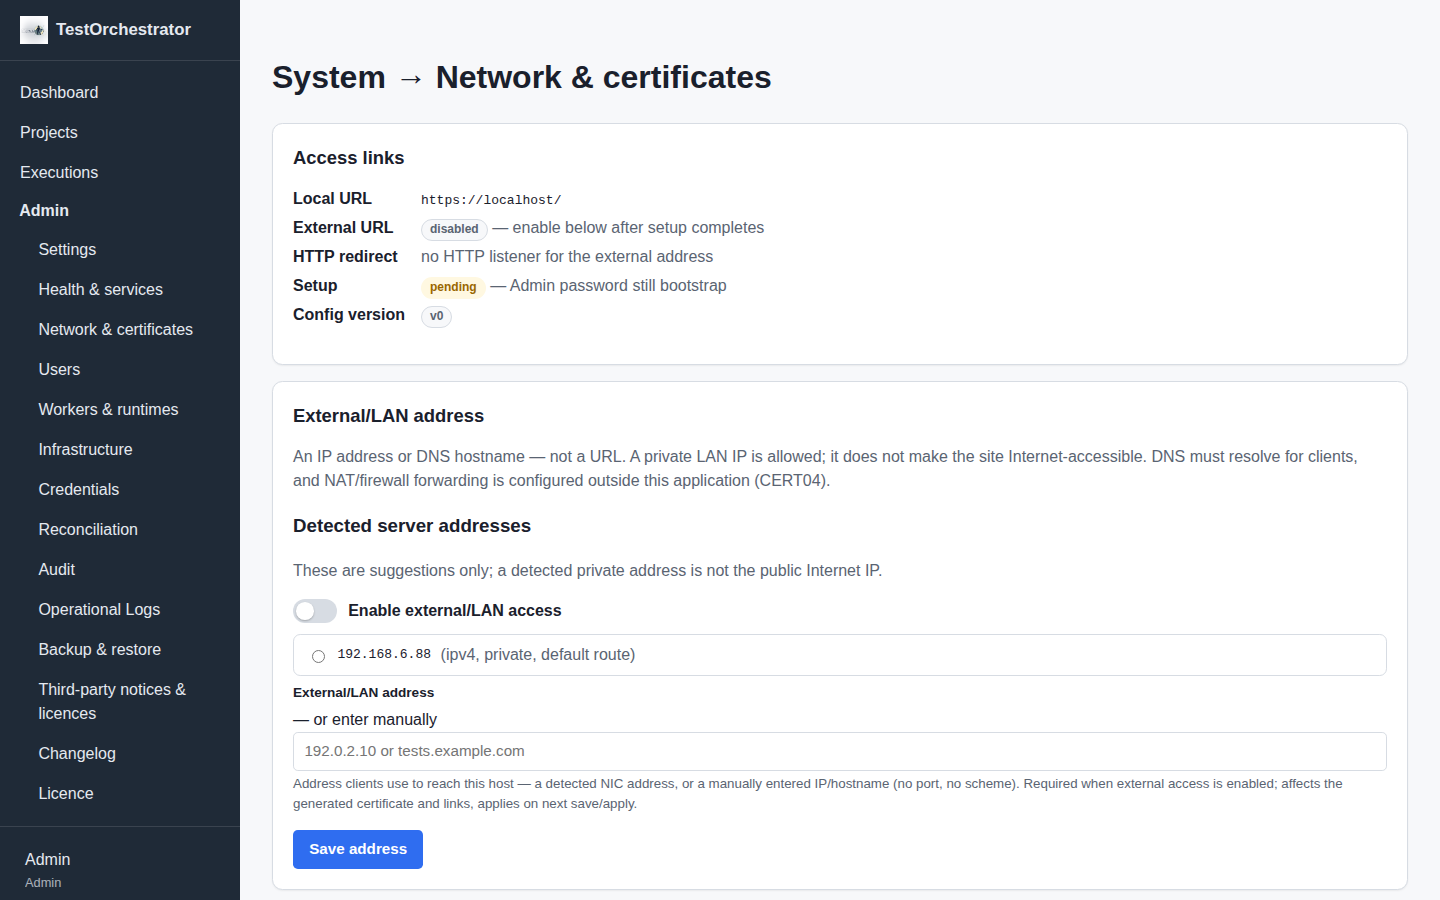 TestOrchestrator
Dashboard
Projects
Executions
Admin
Settings
Health & services
Network & certificates
Users
Workers & runtimes
Infrastructure
Credentials
Reconciliation
Audit
Operational Logs
Backup & restore
Third-party notices &
licences
Changelog
Licence
Admin
Admin
System → Network & certificates
Access links
Local URL https://localhost/
External URL disabled — enable below after setup completes
HTTP redirect no HTTP listener for the external address
Setup pending — Admin password still bootstrap
Config version v0
External/LAN address
An IP address or DNS hostname — not a URL. A private LAN IP is allowed; it does not make the site Internet-accessible. DNS must resolve for clients,
and NAT/firewall forwarding is configured outside this application (CERT04).
Detected server addresses
These are suggestions only; a detected private address is not the public Internet IP.
Enable external/LAN access
192.168.6.88 (ipv4, private, default route)
External/LAN address
— or enter manually
192.0.2.10 or tests.example.com
Address clients use to reach this host — a detected NIC address, or a manually entered IP/hostname (no port, no scheme). Required when external access is enabled; affects the
generated certificate and links, applies on next save/apply.
Save address